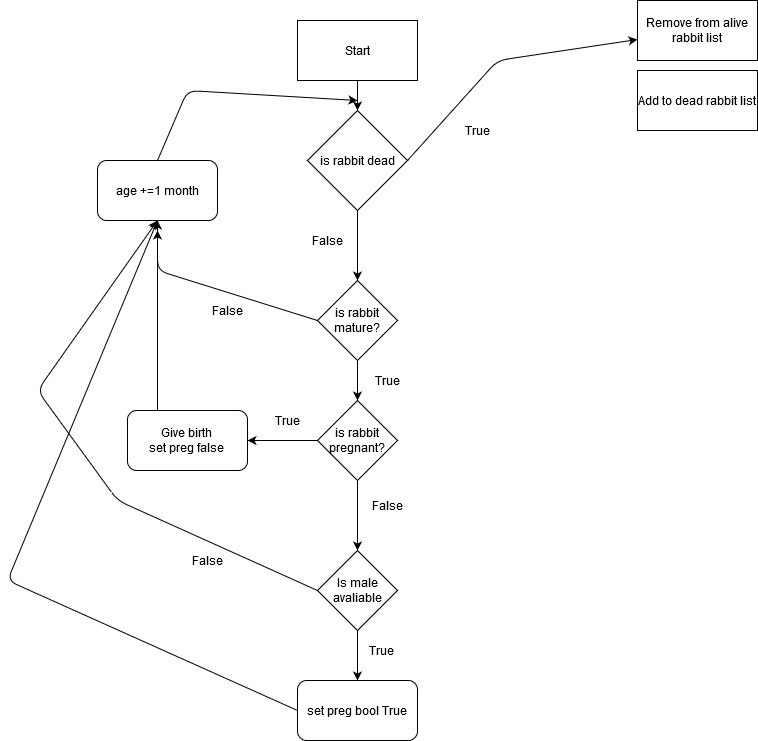 Start
Remove from alive
rabbit list
Add to dead rabbit list
True
is rabbit dead
age +=1 month
False
is rabbit
mature?
False
True
Give birth
set preg false
True
is rabbit
pregnant?
False
False
Is male
avaliable
True
set preg bool True